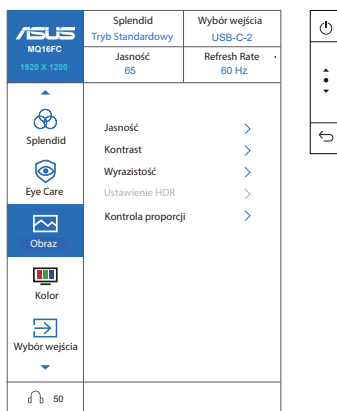 ASUS
MQ16FC
1920 X 1200
Splendid
Tryb Standardowy
Wybór wejścia
USB-C-2
Jasność
65
Refresh Rate
60 Hz
Splendid
Eye Care
Obraz
Kolor
Wybór wejścia
Jasność
Kontrast
Wyrazistość
Ustawienie HDR
Kontrola proporcji
50